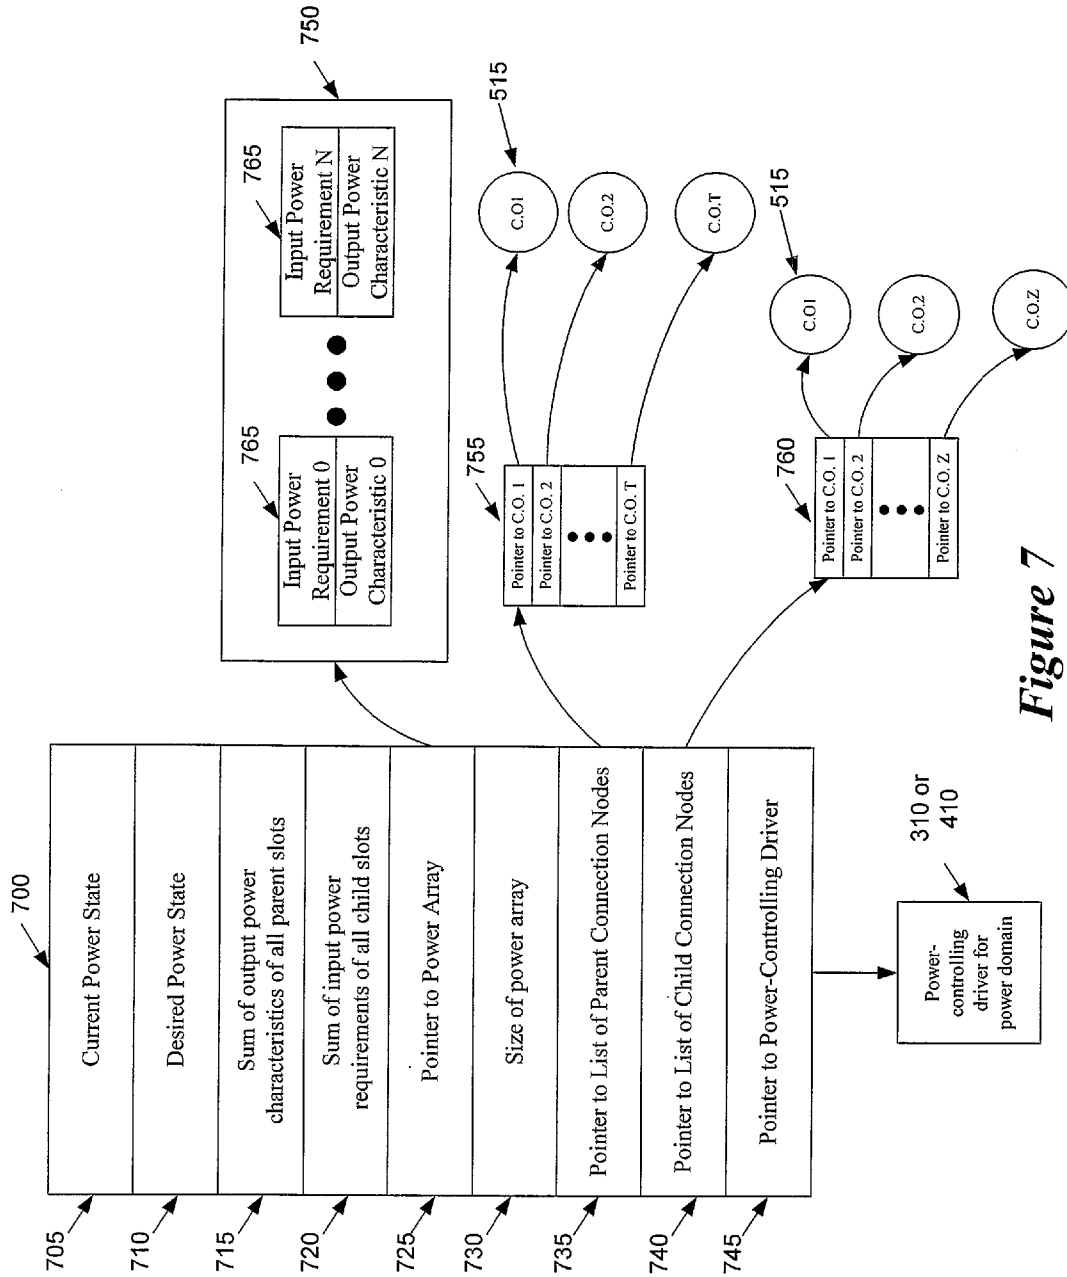 700
705
Current Power State
710
Desired Power State
715
Sum of output power
characteristics of all parent slots
720
Sum of input power
requirements of all child slots
725
Pointer to Power Array
730
Size of power array
735
Pointer to List of Parent Connection Nodes
740
Pointer to List of Child Connection Nodes
745
Pointer to Power-Controlling Driver
750
765
Input Power
Requirement 0
Output Power
Characteristic 0
765
Input Power
Requirement N
Output Power
Characteristic N
755
Pointer to C.O. 1
Pointer to C.O. 2
Pointer to C.O. T
515
C.O1
C.O.2
C.O.T
760
Pointer to C.O. 1
Pointer to C.O. 2
Pointer to C.O. Z
515
C.O1
C.O.2
C.O.Z
Power-
controlling
driver for
power domain
310 or
410
Figure 7